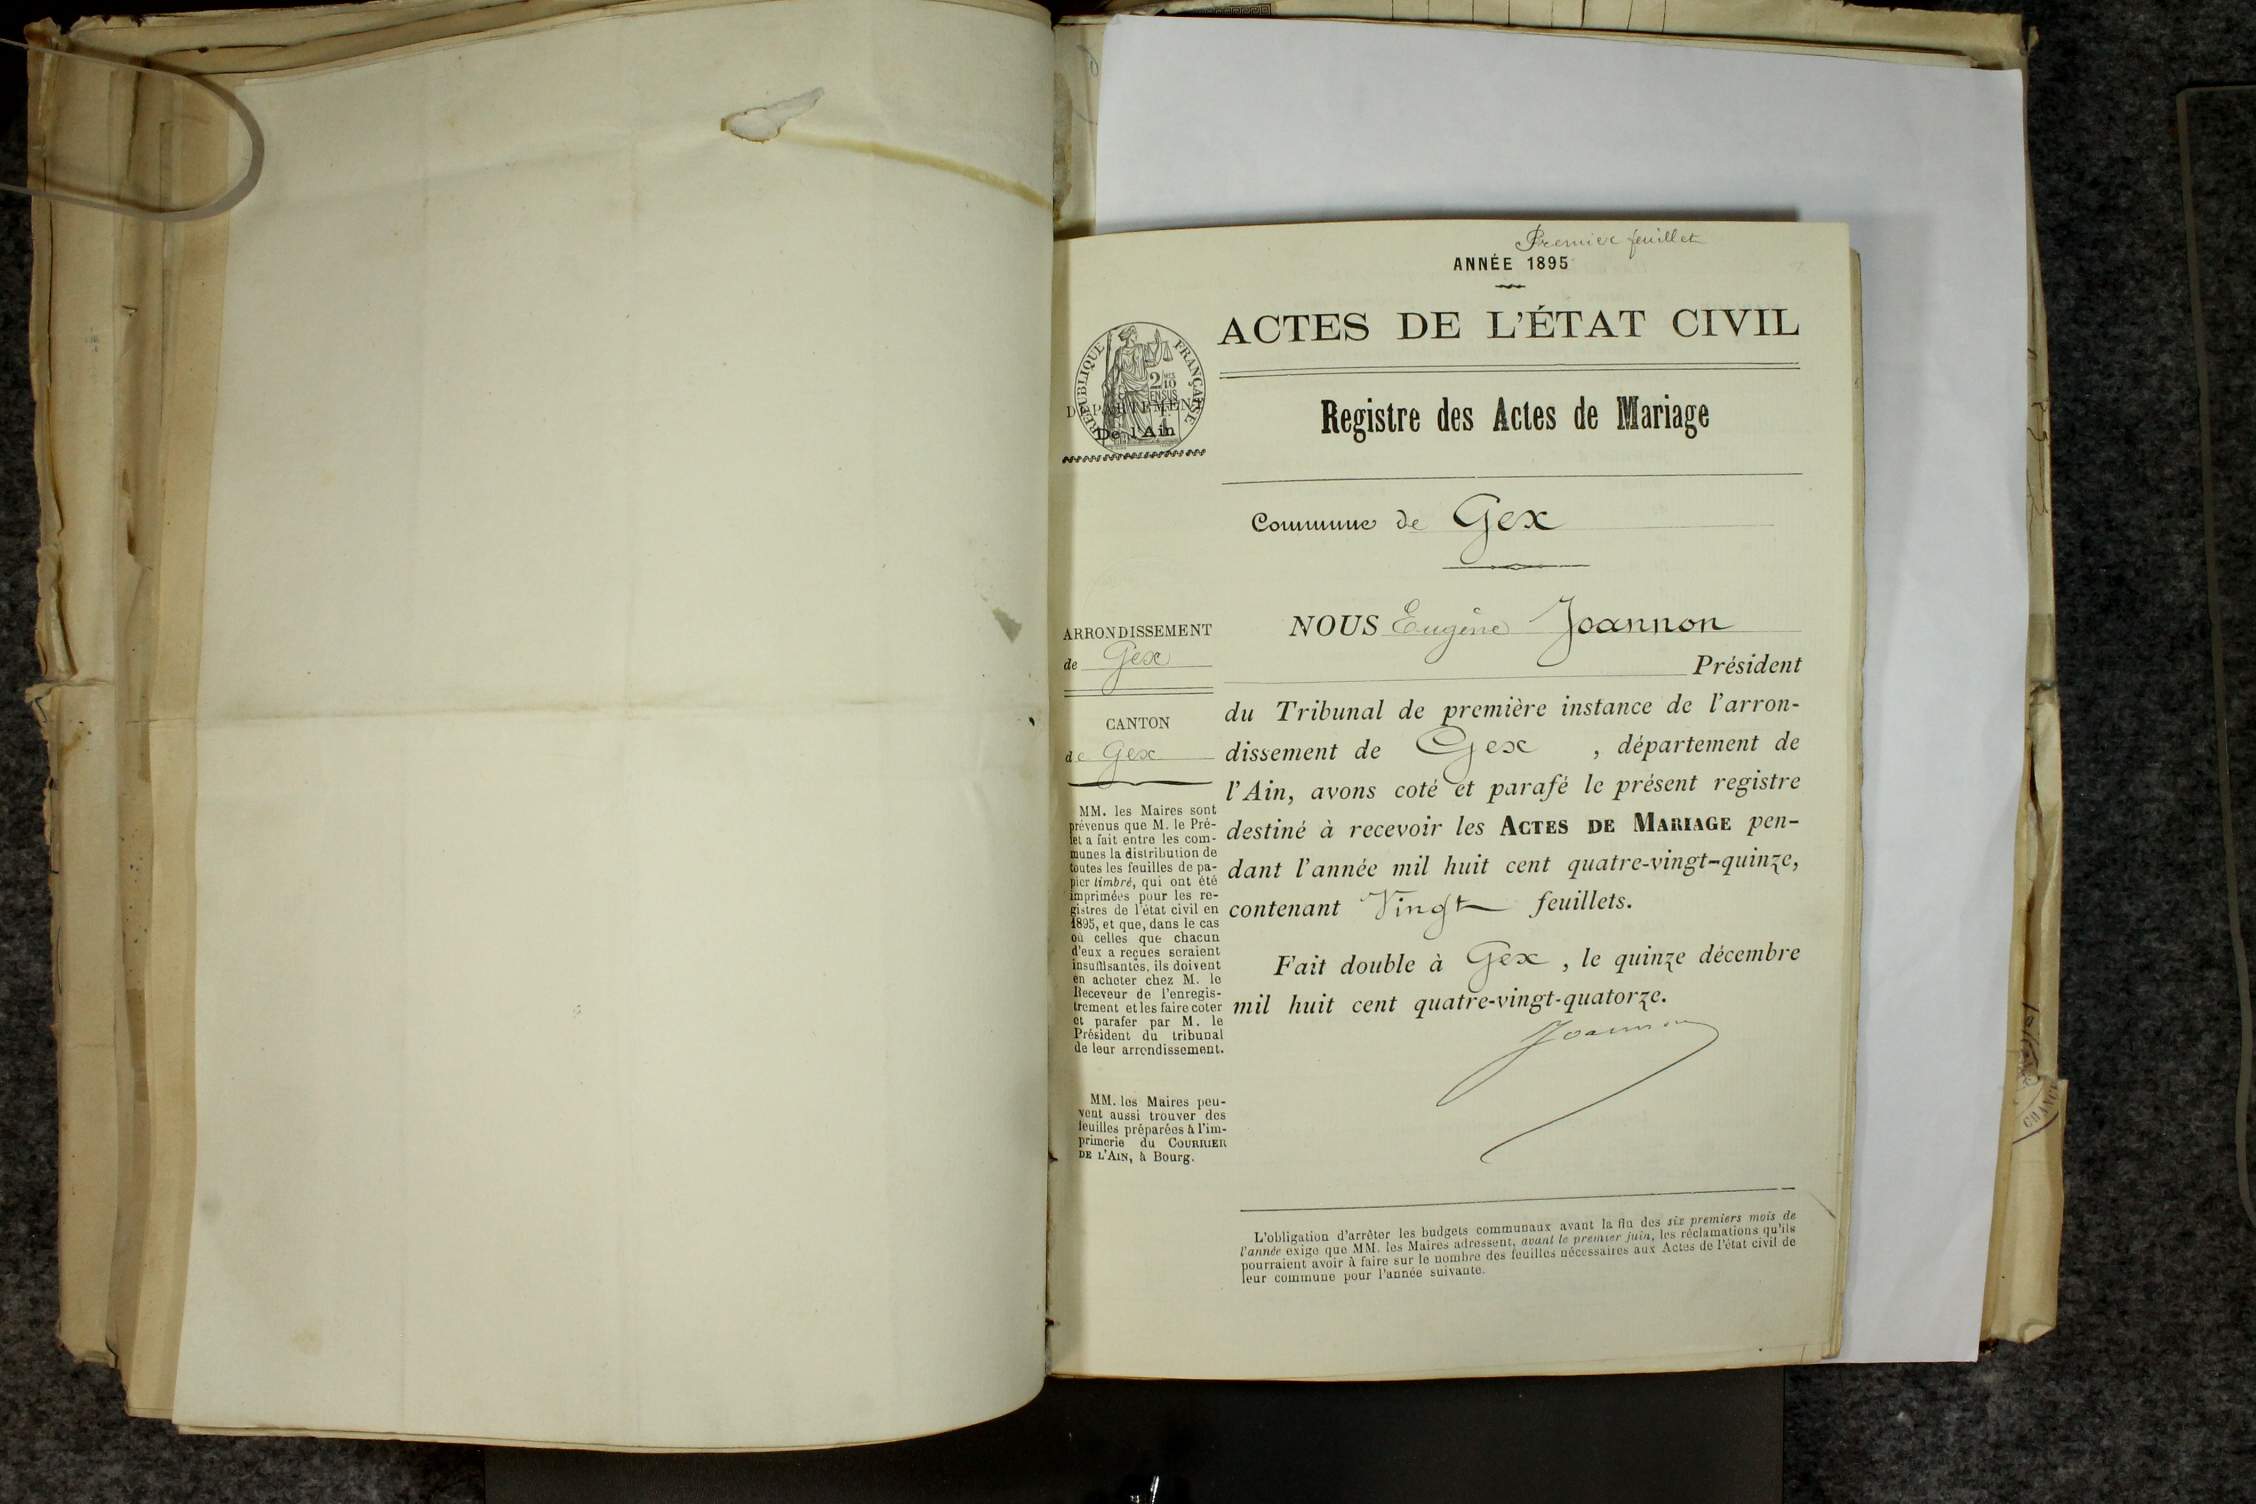 Premier feuillet
ANNÉE 1895
ACTES DE L'ÉTAT CIVIL
RÉPUBLIQUE FRANÇAISE
DÉPARTEMENT
De l'Ain
Registre des Actes de Mariage
Commune de Gex
ARRONDISSEMENT
de Gex
CANTON
de Gex
MM. les Maires sont
prévenus que M. le Pré-
fet a fait entre les com-
munes la distribution de
toutes les feuilles de pa-
pier timbré, qui ont été
imprimées pour les re-
gistres de l'état civil en
1895, et que, dans le cas
où celles que chacun
d'eux a reçues seraient
insuffisantes, ils doivent
en acheter chez M. le
Receveur de l'enregis-
trement et les faire coter
et parafer par M. le
Président du tribunal
de leur arrondissement.
MM. les Maires peu-
vent aussi trouver des
feuilles préparées à l'im-
primerie du COURRIER
DE L'AIN, à Bourg.
NOUS Eugène Joannon
Président
du Tribunal de première instance de l'arron-
dissement de Gex , département de
l'Ain, avons coté et parafé le présent registre
destiné à recevoir les ACTES DE MARIAGE pen-
dant l'année mil huit cent quatre-vingt-quinze,
contenant Vingt feuillets.
Fait double à Gex , le quinze décembre
mil huit cent quatre-vingt-quatorze.
Joannon
L'obligation d'arrêter les budgets communaux avant la fin des six premiers mois de
l'année exige que MM. les Maires adressent, avant le premier juin, les réclamations qu'ils
pourraient avoir à faire sur le nombre des feuilles nécessaires aux Actes de l'état civil de
leur commune pour l'année suivante.